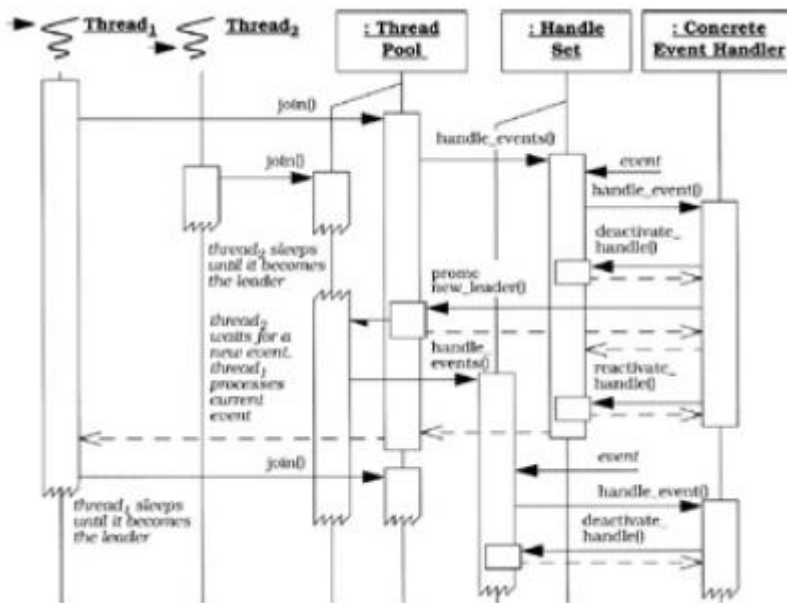 Thread1
Thread2
: Thread
Pool
: Handle
Set
: Concrete
Event Handler
join()
handle_events()
event
join()
handle_event()
thread2 sleeps
until it becomes
the leader
deactivate_
handle()
new_leader()
thread2
waits for a
new event.
thread1
processes
current
event
handle
events()
reactivate_
handle()
join()
event
thread1 sleeps
until it becomes
the leader
handle_event()
deactivate_
handle()